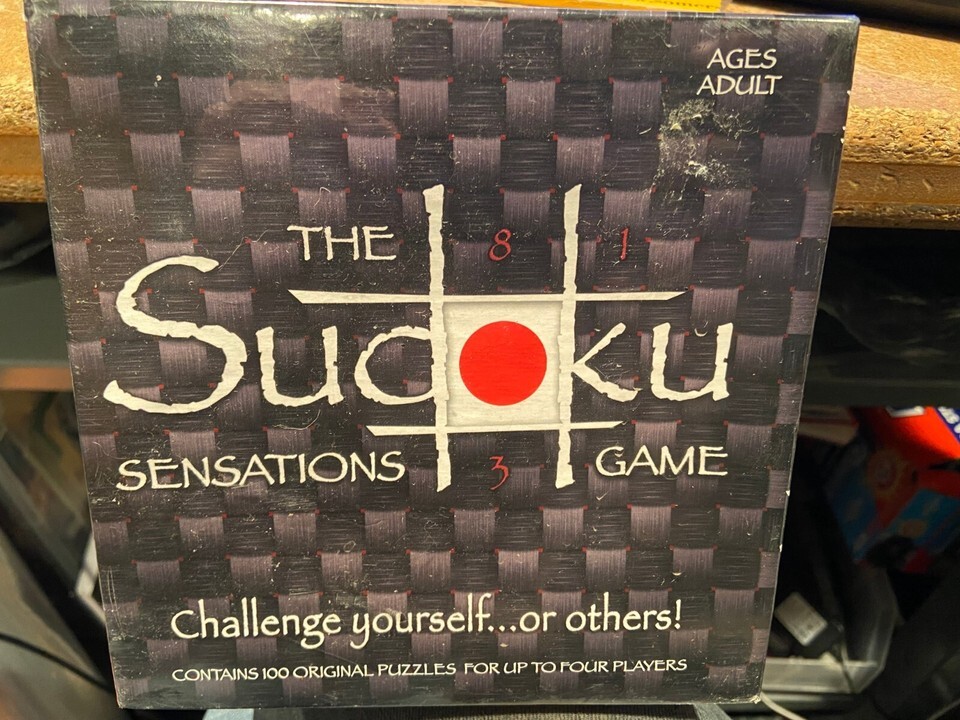 AGES
ADULT
THE 8 1
Sudoku
SENSATIONS 3 GAME
Challenge yourself...or others!
CONTAINS 100 ORIGINAL PUZZLES FOR UP TO FOUR PLAYERS